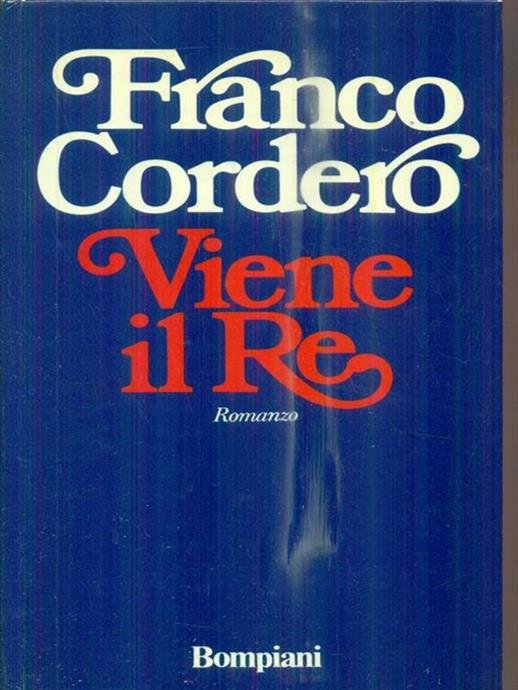 Franco
Cordero
Viene
il Re
Romanzo
Bompiani